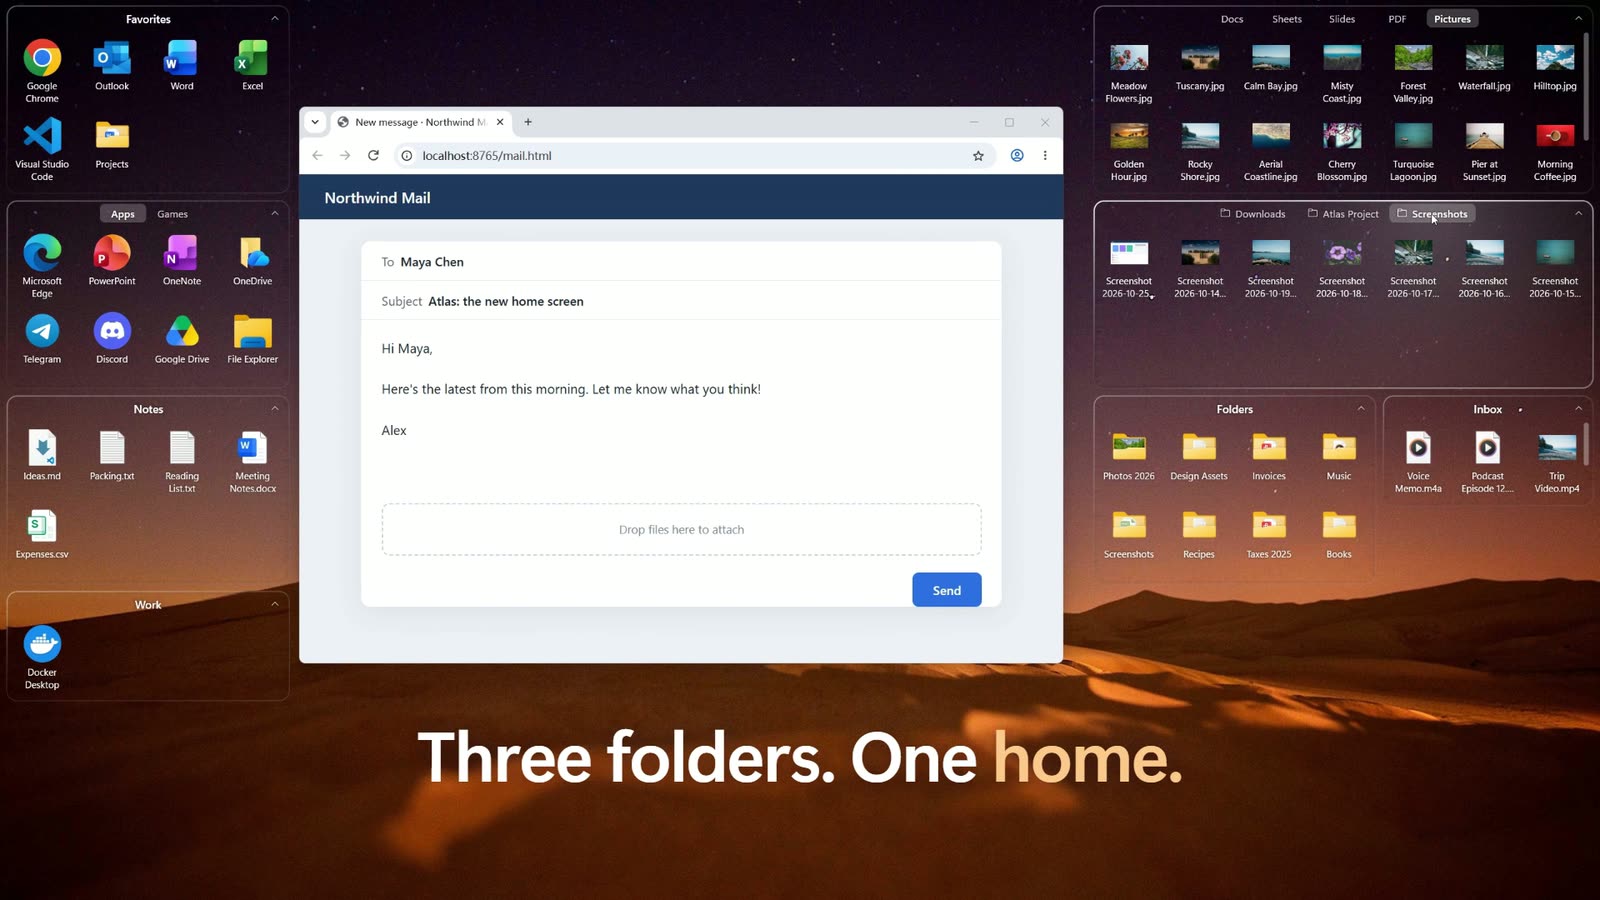 Favorites
Google Chrome
Outlook
Word
Excel
Visual Studio Code
Projects
Apps
Games
Microsoft Edge
PowerPoint
OneNote
OneDrive
Telegram
Discord
Google Drive
File Explorer
Notes
Ideas.md
Packing.txt
Reading List.txt
Meeting Notes.docx
Expenses.csv
Work
Docker Desktop
New message · Northwind M
localhost:8765/mail.html
Northwind Mail
To Maya Chen
Subject Atlas: the new home screen
Hi Maya,
Here's the latest from this morning. Let me know what you think!
Alex
Drop files here to attach
Send
Docs
Sheets
Slides
PDF
Pictures
Meadow Flowers.jpg
Tuscany.jpg
Calm Bay.jpg
Misty Coast.jpg
Forest Valley.jpg
Waterfall.jpg
Hilltop.jpg
Golden Hour.jpg
Rocky Shore.jpg
Aerial Coastline.jpg
Cherry Blossom.jpg
Turquoise Lagoon.jpg
Pier at Sunset.jpg
Morning Coffee.jpg
Downloads
Atlas Project
Screenshots
Screenshot 2026-10-25...
Screenshot 2026-10-14...
Screenshot 2026-10-19...
Screenshot 2026-10-18...
Screenshot 2026-10-17...
Screenshot 2026-10-16...
Screenshot 2026-10-15...
Folders
Photos 2026
Design Assets
Invoices
Music
Screenshots
Recipes
Taxes 2025
Books
Inbox
Voice Memo.m4a
Podcast Episode 12....
Trip Video.mp4
Three folders. One home.